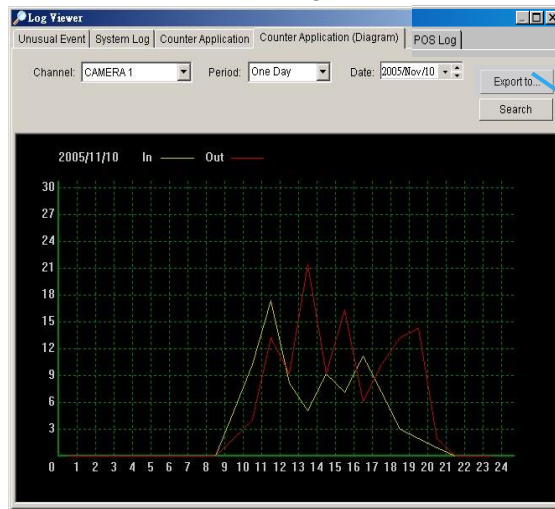 Log Viewer
Unusual Event System Log Counter Application Counter Application (Diagram) POS Log
Channel: CAMERA 1 Period: One Day Date: 2005/Nov/10
Export to...
Search
2005/11/10 In Out
30
27
24
21
18
15
12
9
6
3
0 1 2 3 4 5 6 7 8 9 10 11 12 13 14 15 16 17 18 19 20 21 22 23 24